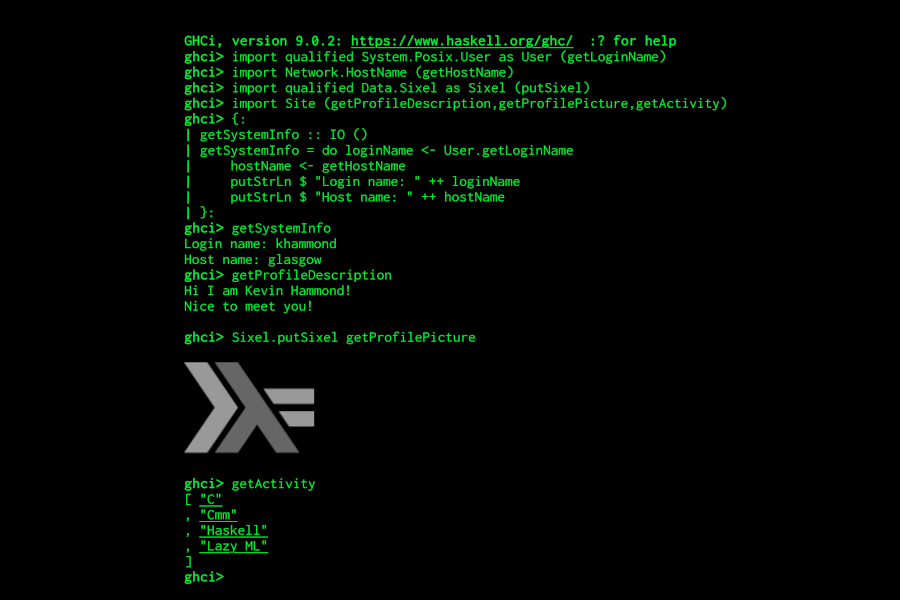 GHCi, version 9.0.2: https://www.haskell.org/ghc/  :? for help
ghci> import qualified System.Posix.User as User (getLoginName)
ghci> import Network.HostName (getHostName)
ghci> import qualified Data.Sixel as Sixel (putSixel)
ghci> import Site (getProfileDescription,getProfilePicture,getActivity)
ghci> {:
| getSystemInfo :: IO ()
| getSystemInfo = do loginName <- User.getLoginName
|     hostName <- getHostName
|     putStrLn $ "Login name: " ++ loginName
|     putStrLn $ "Host name: " ++ hostName
| }:
ghci> getSystemInfo
Login name: khammond
Host name: glasgow
ghci> getProfileDescription
Hi I am Kevin Hammond!
Nice to meet you!
ghci> Sixel.putSixel getProfilePicture
ghci> getActivity
[ "C"
, "Cmm"
, "Haskell"
, "Lazy ML"
]
ghci>